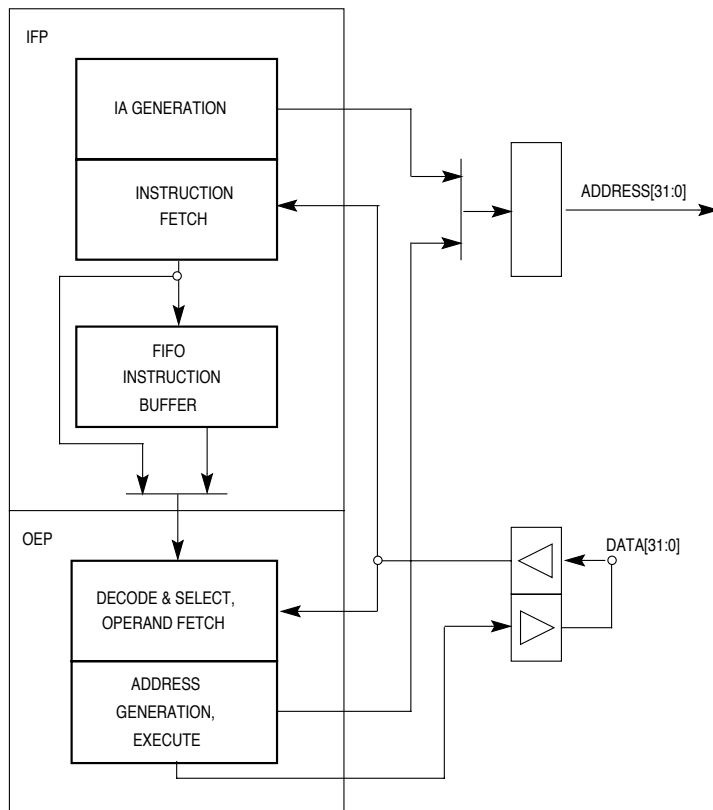 IFP
IA GENERATION
INSTRUCTION
FETCH
ADDRESS[31:0]
FIFO
INSTRUCTION
BUFFER
OEP
DATA[31:0]
DECODE & SELECT,
OPERAND FETCH
ADDRESS
GENERATION,
EXECUTE